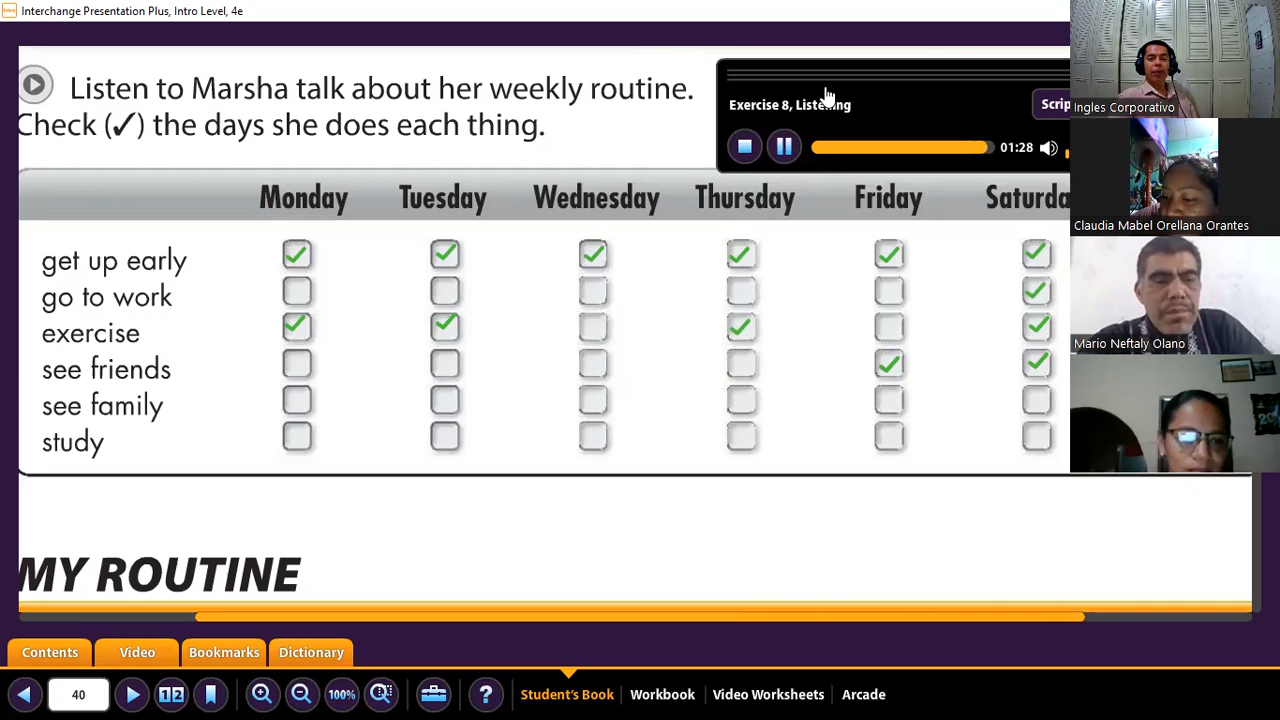 Interchange Presentation Plus, Intro Level, 4e
Listen to Marsha talk about her weekly routine.
Check (✓) the days she does each thing.
Exercise 8, Listening
Scrip
01:28
Monday Tuesday Wednesday Thursday Friday Saturda
get up early
go to work
exercise
see friends
see family
study
MY ROUTINE
Ingles Corporativo
Claudia Mabel Orellana Orantes
Mario Neftaly Olano
Contents Video Bookmarks Dictionary
40 12 100% ? Student's Book Workbook Video Worksheets Arcade